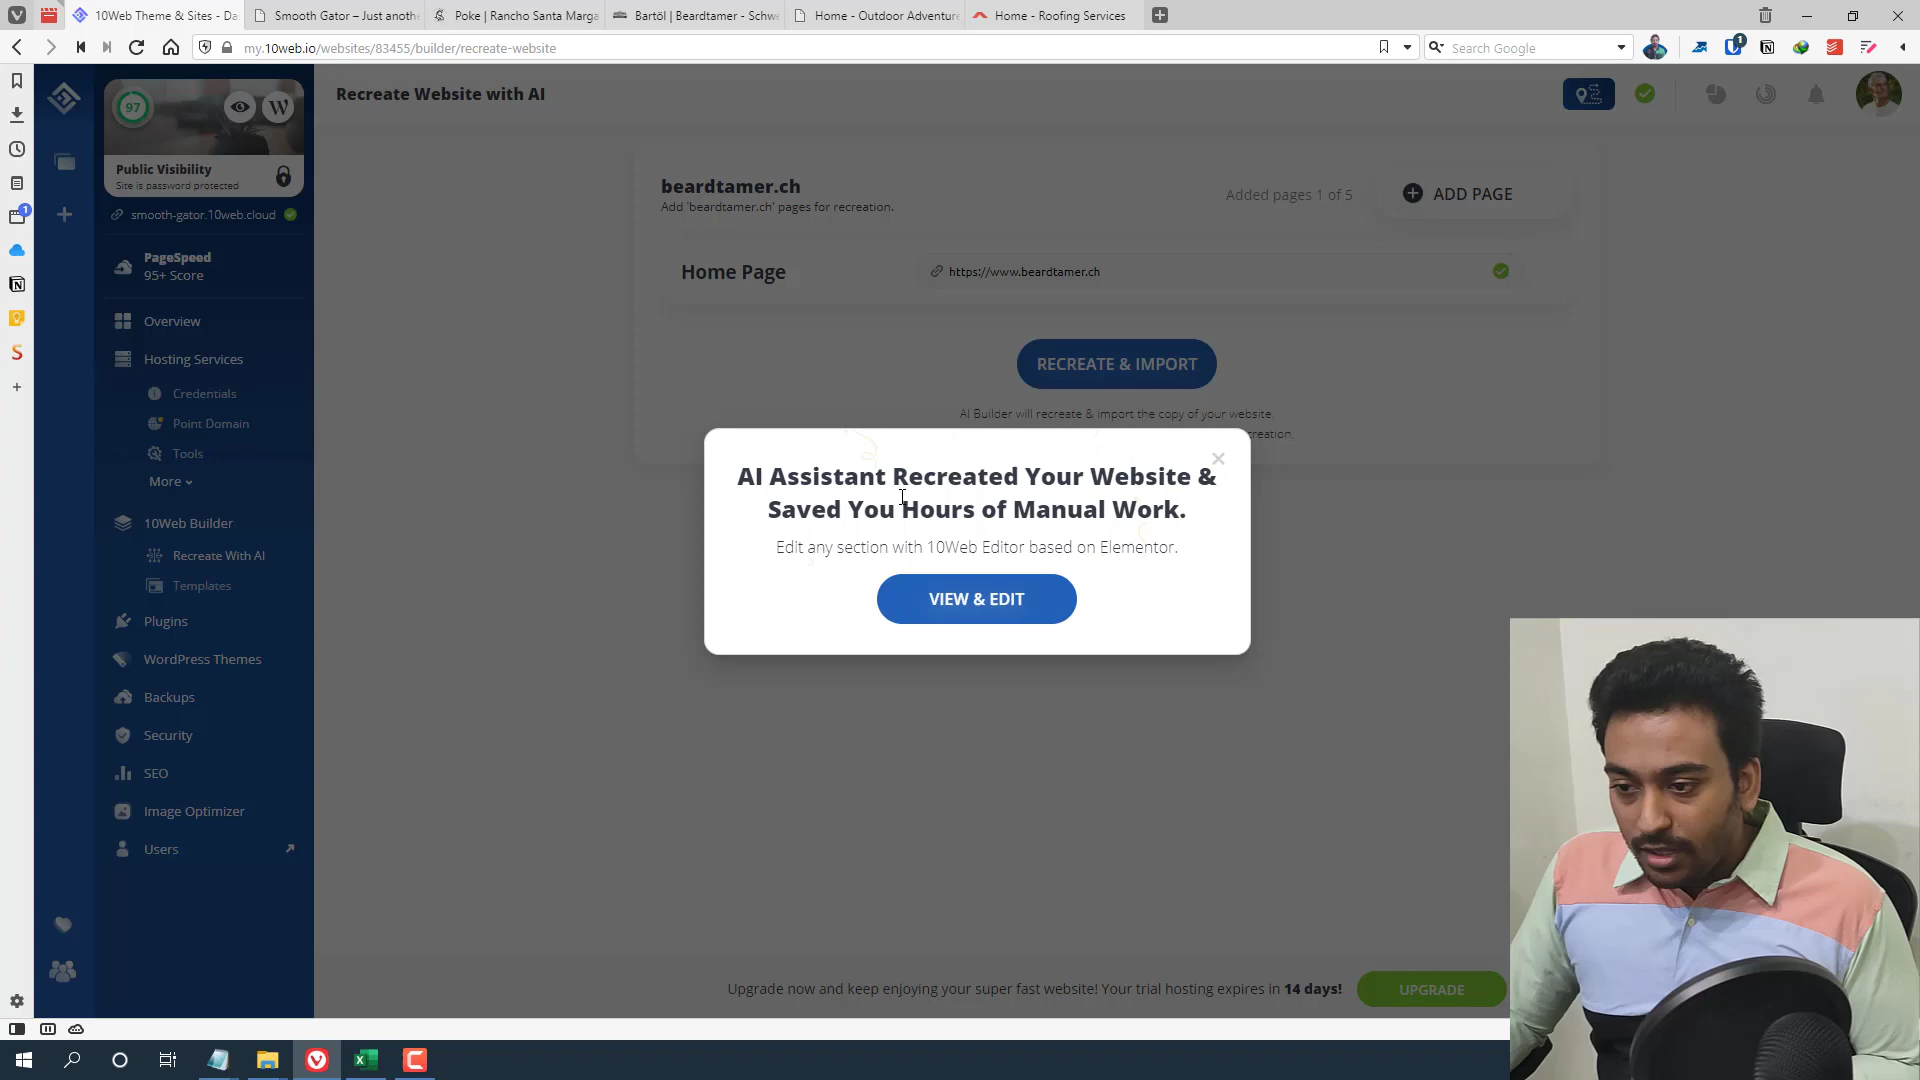 10Web Theme & Sites - Da
Smooth Gator – Just anoth
Poke | Rancho Santa Marga
Bartöl | Beardtamer - Schwe
Home - Outdoor Adventure
Home - Roofing Services
my.10web.io/websites/83455/builder/recreate-website
Search Google
1
1
97
W
Public Visibility
Site is password protected
smooth-gator.10web.cloud
PageSpeed
95+ Score
Overview
Hosting Services
Credentials
Point Domain
Tools
More
10Web Builder
Recreate With AI
Templates
Plugins
WordPress Themes
Backups
Security
SEO
Image Optimizer
Users
Recreate Website with AI
beardtamer.ch
Add 'beardtamer.ch' pages for recreation.
Added pages 1 of 5
ADD PAGE
Home Page
https://www.beardtamer.ch
RECREATE & IMPORT
AI Builder will recreate & import the copy of your website.
creation.
AI Assistant Recreated Your Website &
Saved You Hours of Manual Work.
Edit any section with 10Web Editor based on Elementor.
VIEW & EDIT
Upgrade now and keep enjoying your super fast website! Your trial hosting expires in 14 days!
UPGRADE